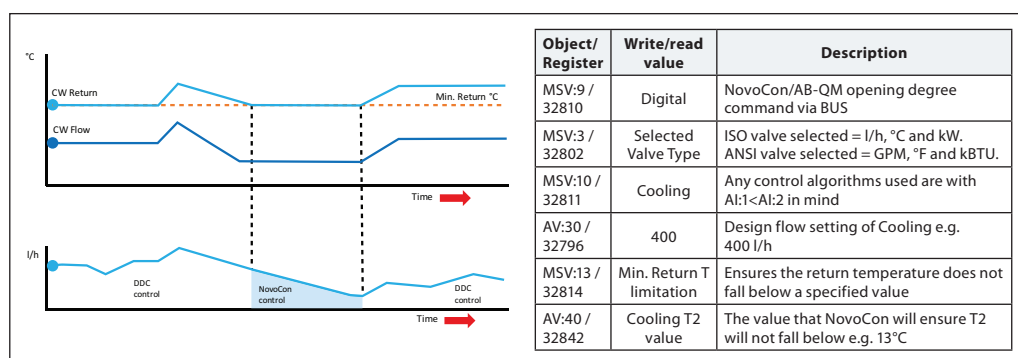 °C
CW Return
Min. Return °C
CW Flow
Time
l/h
DDC
control
NovoCon
control
DDC
control
Time
Object/
Register
Write/read
value
Description
MSV:9 /
32810
Digital
NovoCon/AB-QM opening degree
command via BUS
MSV:3 /
32802
Selected
Valve Type
ISO valve selected = l/h, °C and kW.
ANSI valve selected = GPM, °F and kBTU.
MSV:10 /
32811
Cooling
Any control algorithms used are with
AI:1<AI:2 in mind
AV:30 /
32796
400
Design flow setting of Cooling e.g.
400 l/h
MSV:13 /
32814
Min. Return T
limitation
Ensures the return temperature does not
fall below a specified value
AV:40 /
32842
Cooling T2
value
The value that NovoCon will ensure T2
will not fall below e.g. 13°C